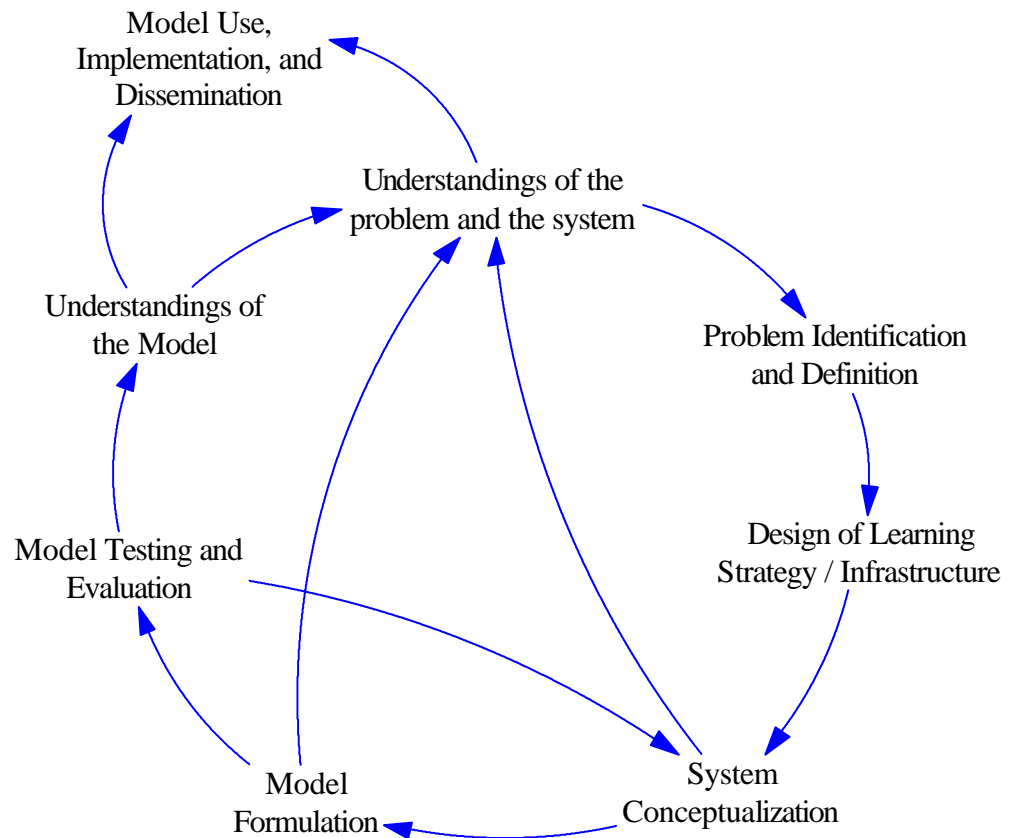 Model Use,
Implementation, and
Dissemination
Understandings of the
problem and the system
Understandings of
the Model
Problem Identification
and Definition
Model Testing and
Evaluation
Design of Learning
Strategy / Infrastructure
Model
Formulation
System
Conceptualization